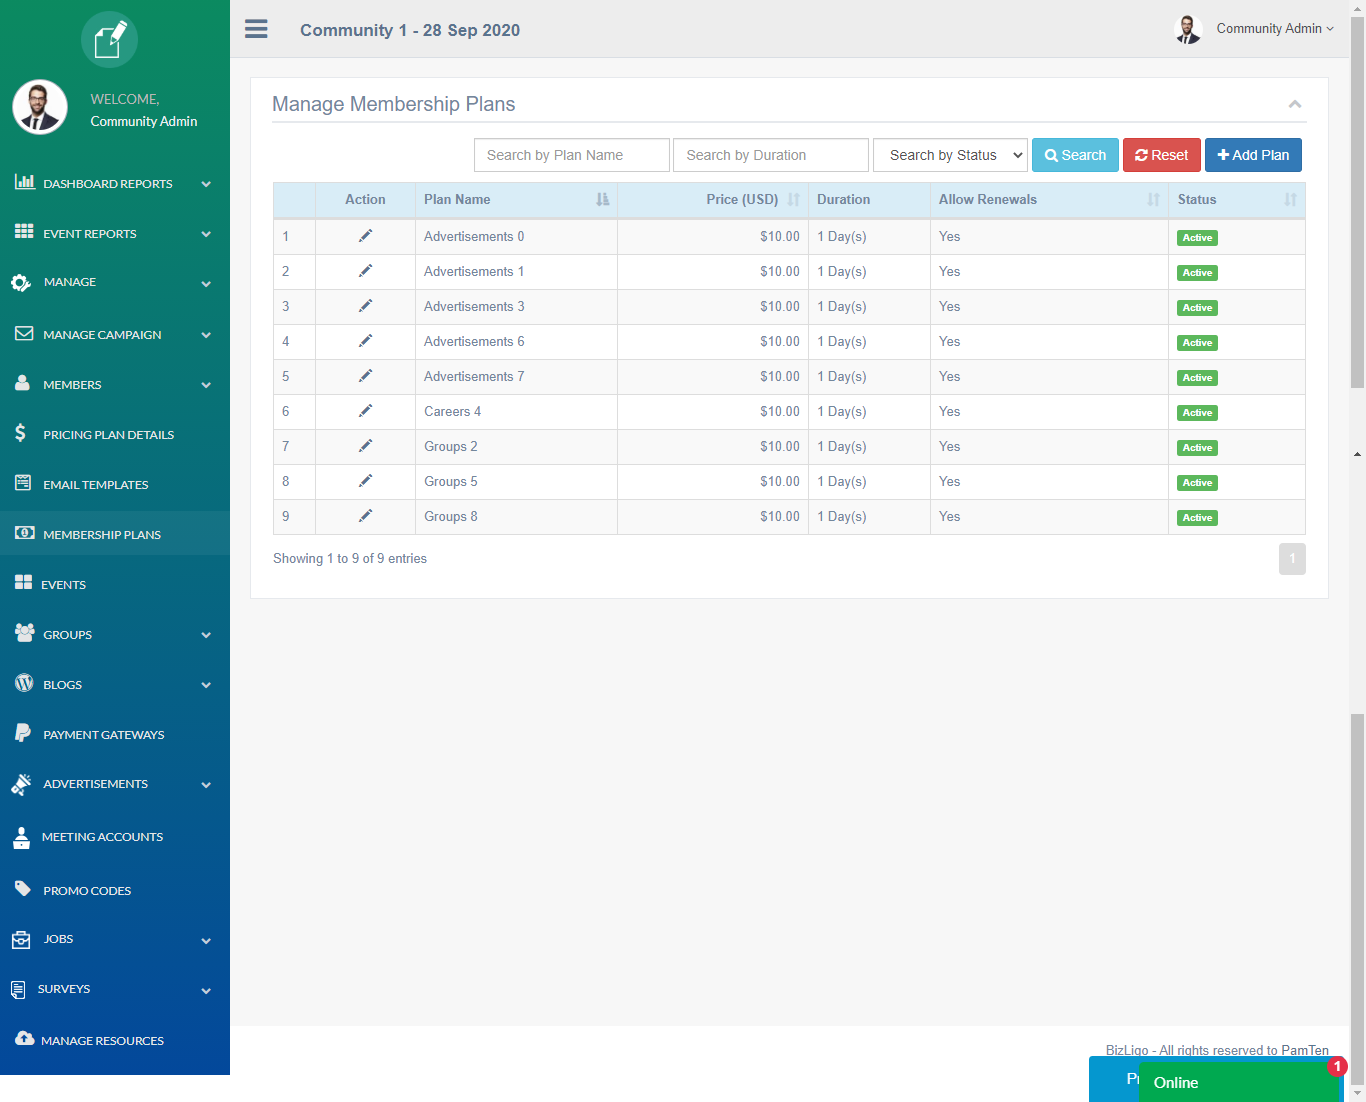 Community 1 - 28 Sep 2020
Community Admin
WELCOME,
Community Admin
DASHBOARD REPORTS
EVENT REPORTS
MANAGE
MANAGE CAMPAIGN
MEMBERS
PRICING PLAN DETAILS
EMAIL TEMPLATES
MEMBERSHIP PLANS
EVENTS
GROUPS
BLOGS
PAYMENT GATEWAYS
ADVERTISEMENTS
MEETING ACCOUNTS
PROMO CODES
JOBS
SURVEYS
MANAGE RESOURCES
Manage Membership Plans
Search by Plan Name Search by Duration Search by Status Search Reset Add Plan
Action Plan Name Price (USD) Duration Allow Renewals Status
1 Advertisements 0 $10.00 1 Day(s) Yes Active
2 Advertisements 1 $10.00 1 Day(s) Yes Active
3 Advertisements 3 $10.00 1 Day(s) Yes Active
4 Advertisements 6 $10.00 1 Day(s) Yes Active
5 Advertisements 7 $10.00 1 Day(s) Yes Active
6 Careers 4 $10.00 1 Day(s) Yes Active
7 Groups 2 $10.00 1 Day(s) Yes Active
8 Groups 5 $10.00 1 Day(s) Yes Active
9 Groups 8 $10.00 1 Day(s) Yes Active
Showing 1 to 9 of 9 entries 1
BizLigo - All rights reserved to PamTen
Online 1